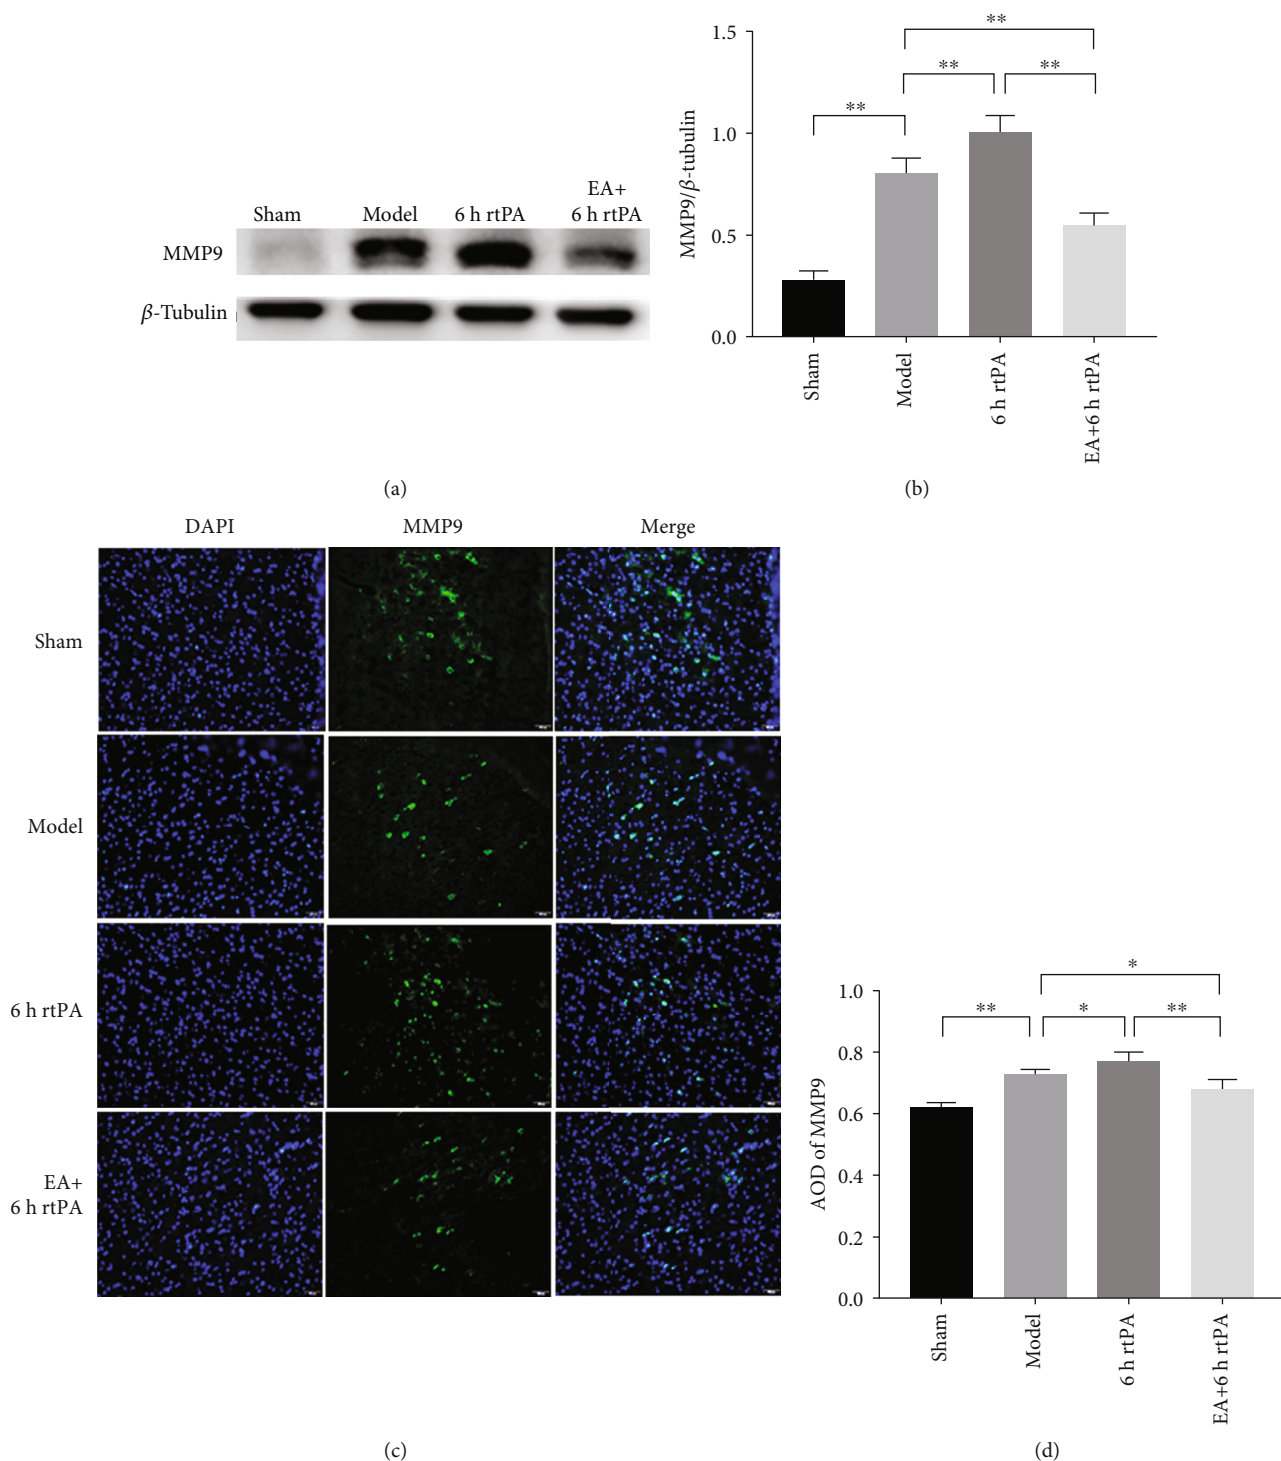 Sham Model 6 h rtPA EA+
6 h rtPA
MMP9
β-Tubulin
(a)
MMP9/β-tubulin
1.5
1.0
0.5
0.0
**
**
**
**
Sham
Model
6 h rtPA
EA+6 h rtPA
(b)
DAPI MMP9 Merge
Sham
Model
6 h rtPA
EA+
6 h rtPA
(c)
AOD of MMP9
1.0
0.8
0.6
0.4
0.2
0.0
*
**
*
**
Sham
Model
6 h rtPA
EA+6 h rtPA
(d)